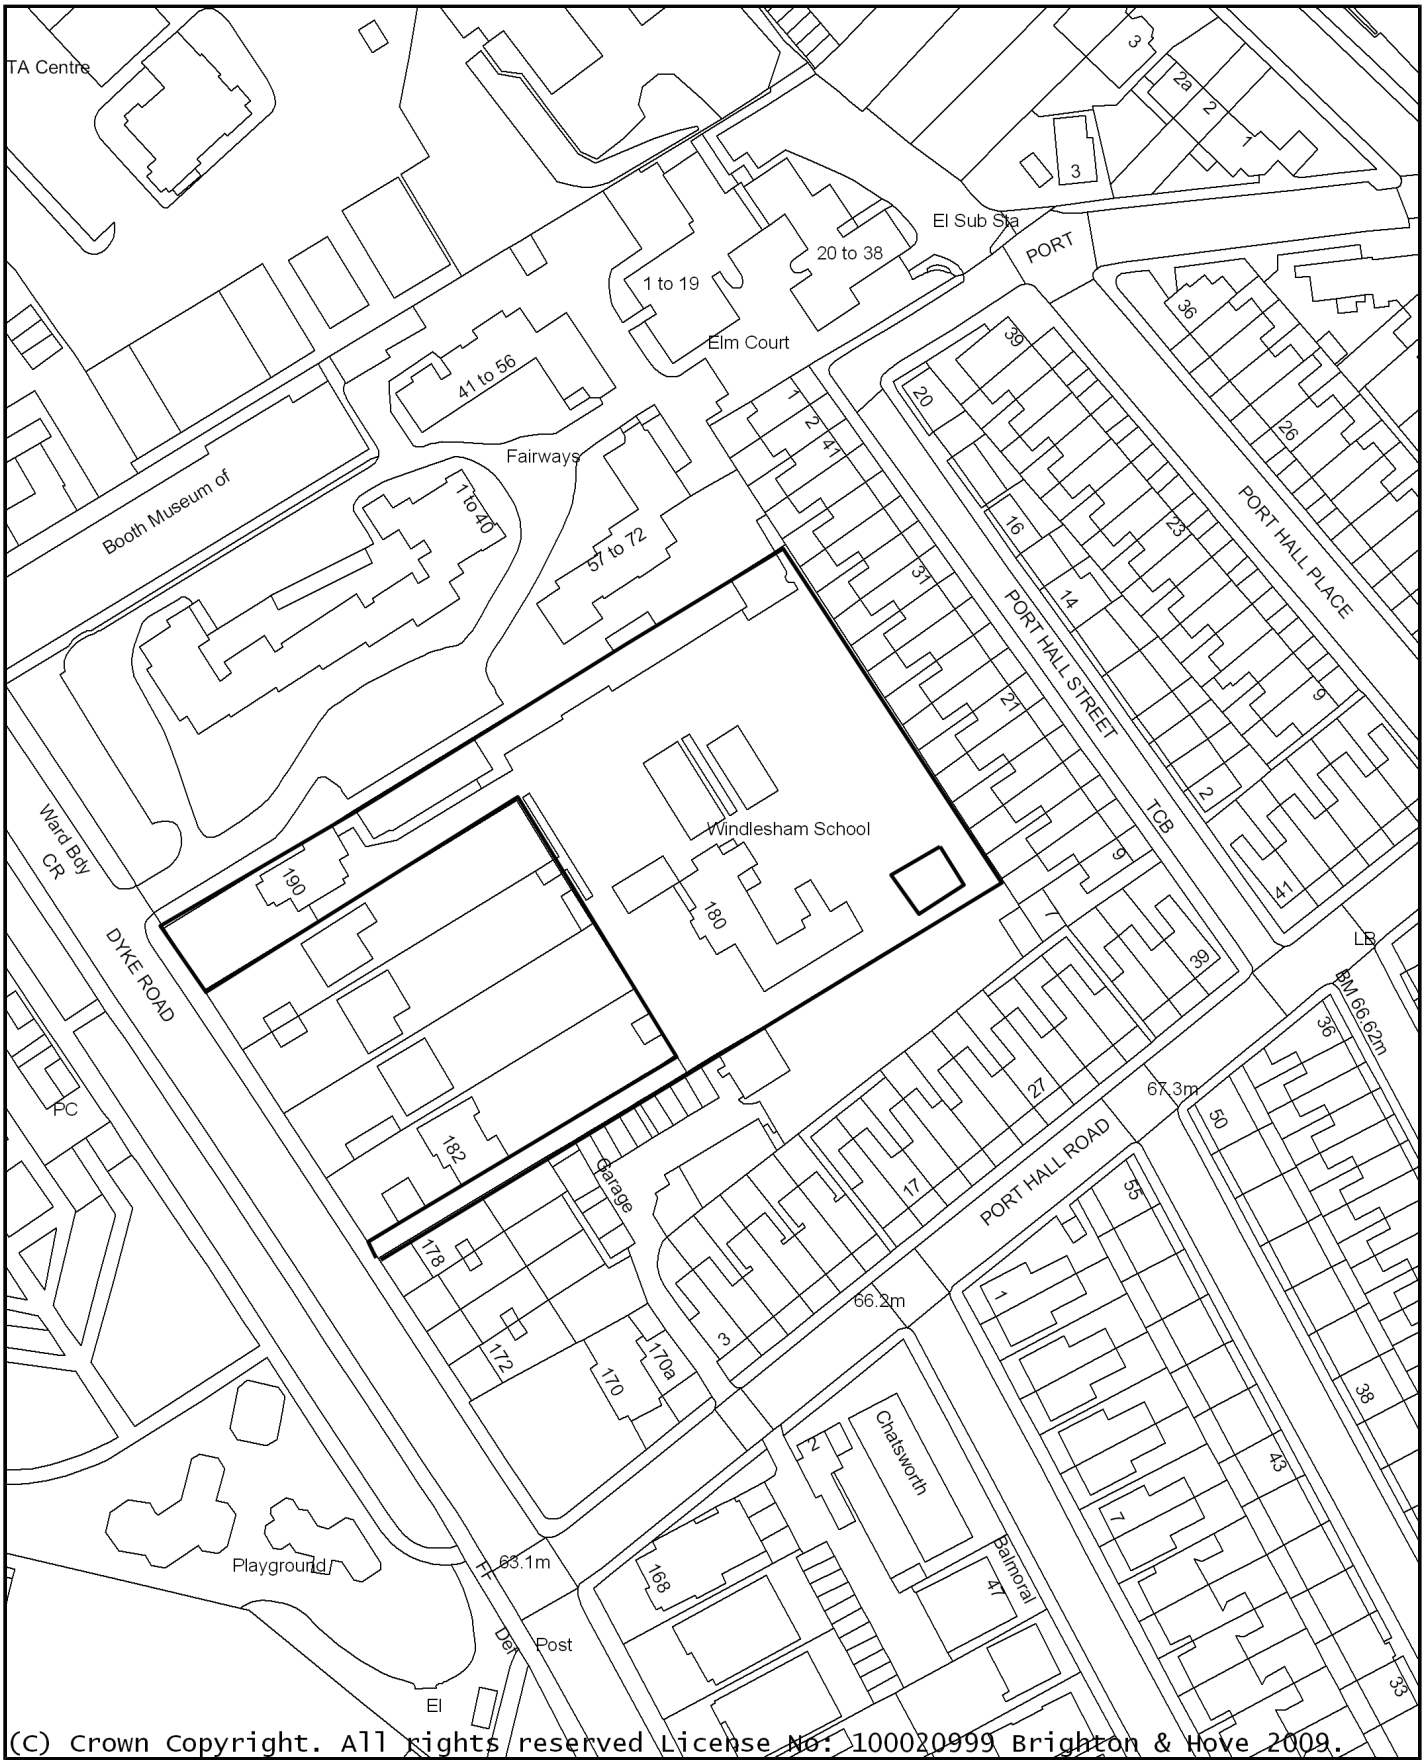 TA Centre
3
2a
2
1
3
El Sub Sta
PORT
20 to 38
1 to 19
Elm Court
36
39
41 to 56
20
1
2
41
26
Fairways
Booth Museum of
1 to 40
16
23
PORT HALL PLACE
57 to 72
31
14
PORT HALL STREET
21
9
2
TCB
Ward Bdy
CR
Windlesham School
9
190
180
41
7
39
LB
DYKE ROAD
BM 66.62m
36
27
67.3m
50
PC
182
PORT HALL ROAD
17
55
Garage
178
1
66.2m
3
172
170a
170
38
2
Chatsworth
43
7
Playground
FF
63.1m
168
Balmoral
47
Def
Post
33
El
(C) Crown Copyright. All rights reserved License No: 100020999 Brighton & Hove 2009.